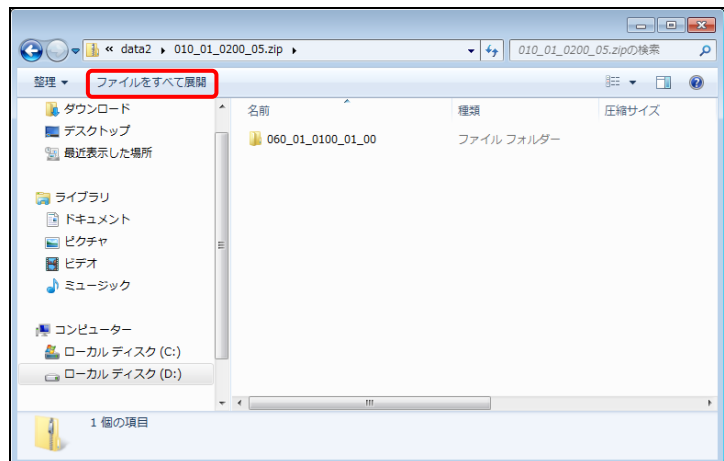 « data2 ▸ 010_01_0200_05.zip ▸
010_01_0200_05.zipの検索
整理 ▼ ファイルをすべて展開
名前 種類 圧縮サイズ
060_01_0100_01_00 ファイル フォルダー
ダウンロード
デスクトップ
最近表示した場所
ライブラリ
ドキュメント
ピクチャ
ビデオ
ミュージック
コンピューター
ローカル ディスク (C:)
ローカル ディスク (D:)
1 個の項目